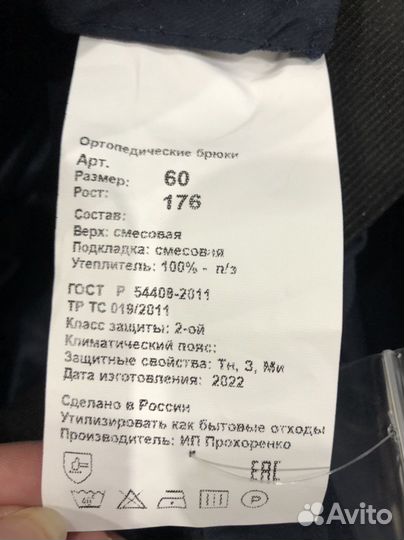 Ортопедические брюки
Арт.
Размер: 60
Рост: 176
Состав:
Верх: смесовая
Подкладка: смесовая
Утеплитель: 100% - п/э
ГОСТ Р 54408-2011
ТР ТС 019/2011
Класс защиты: 2-ой
Климатический пояс:
Защитные свойства: Тн, З, Ми
Дата изготовления: 2022
Сделано в России
Утилизировать как бытовые отходы
Производитель: ИП Прохоренко
EAC
40 P
Avito